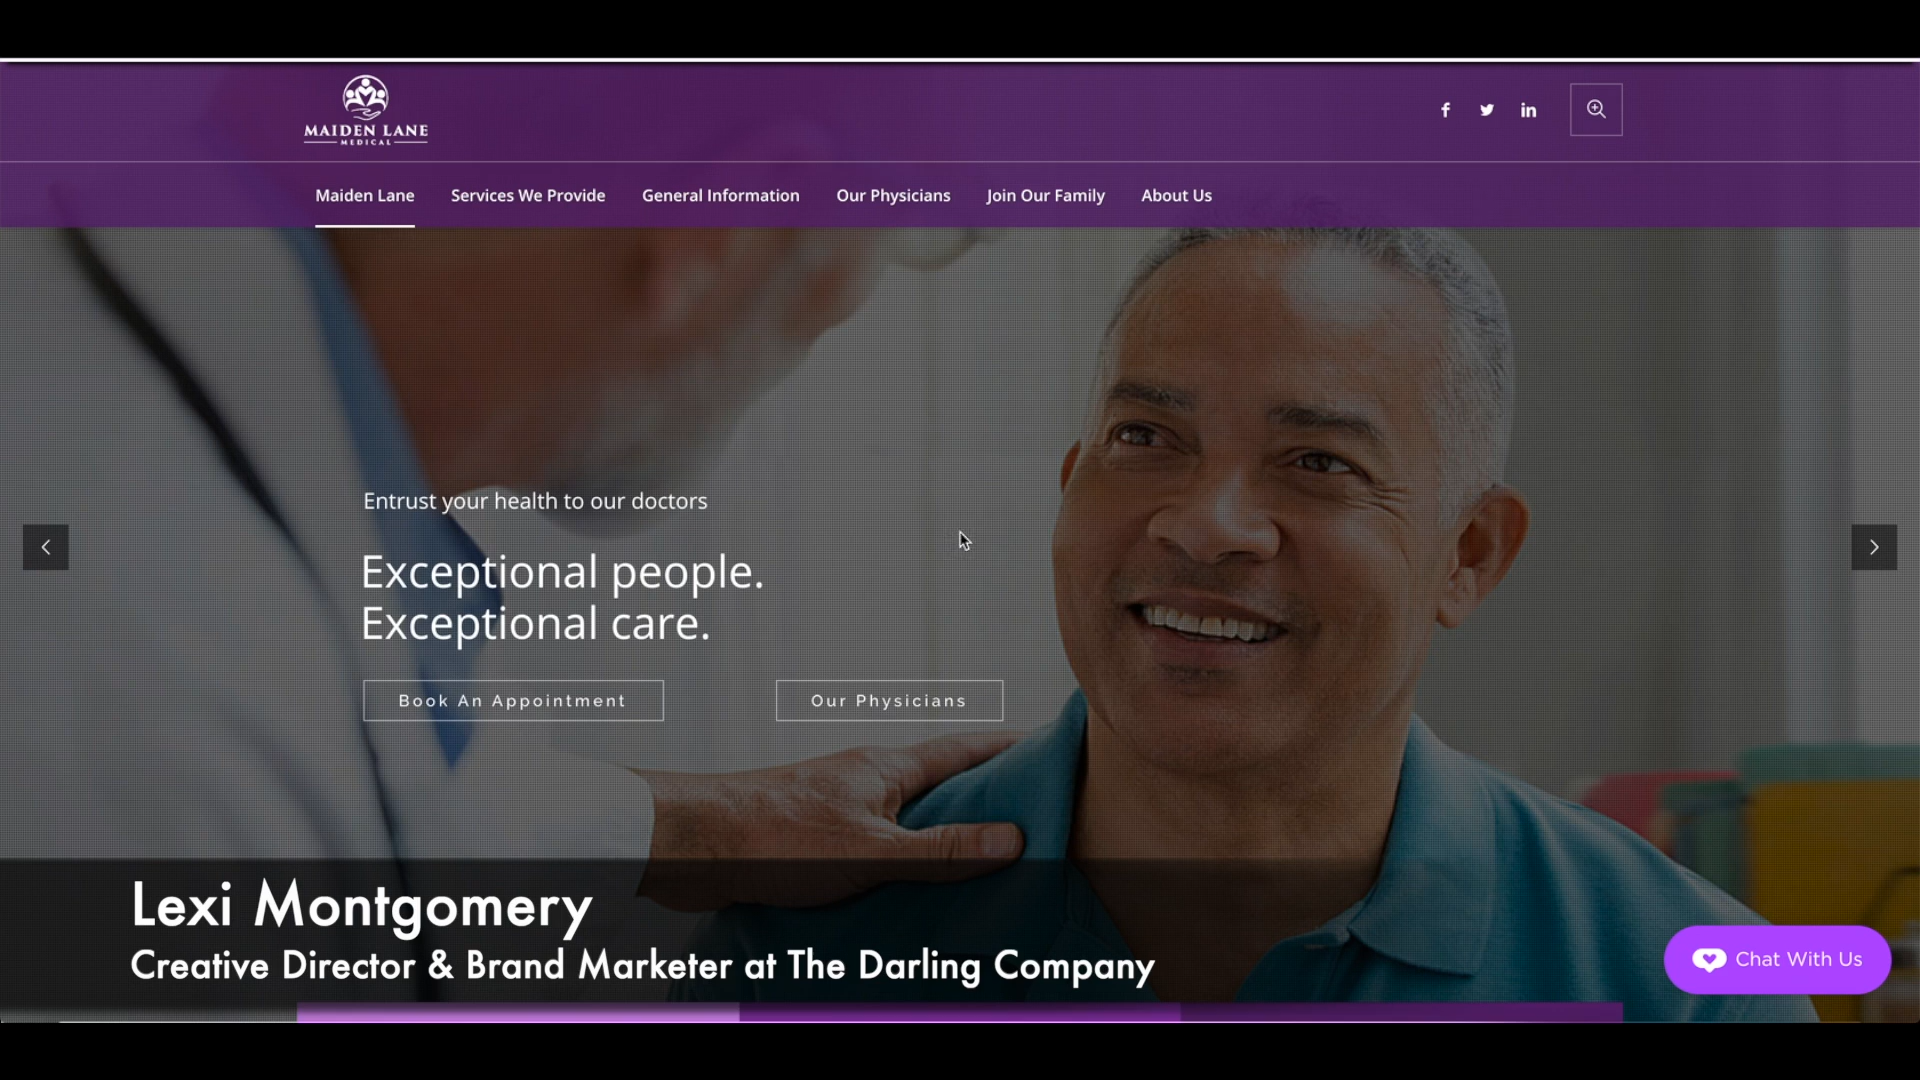 MAIDEN LANE
MEDICAL
Maiden Lane
Services We Provide
General Information
Our Physicians
Join Our Family
About Us
Entrust your health to our doctors
Exceptional people.
Exceptional care.
Book An Appointment
Our Physicians
Lexi Montgomery
Creative Director & Brand Marketer at The Darling Company
Chat With Us